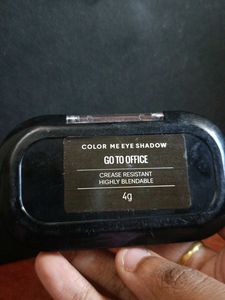 COLOR ME EYE SHADOW
GO TO OFFICE
CREASE RESISTANT
HIGHLY BLENDABLE
4g